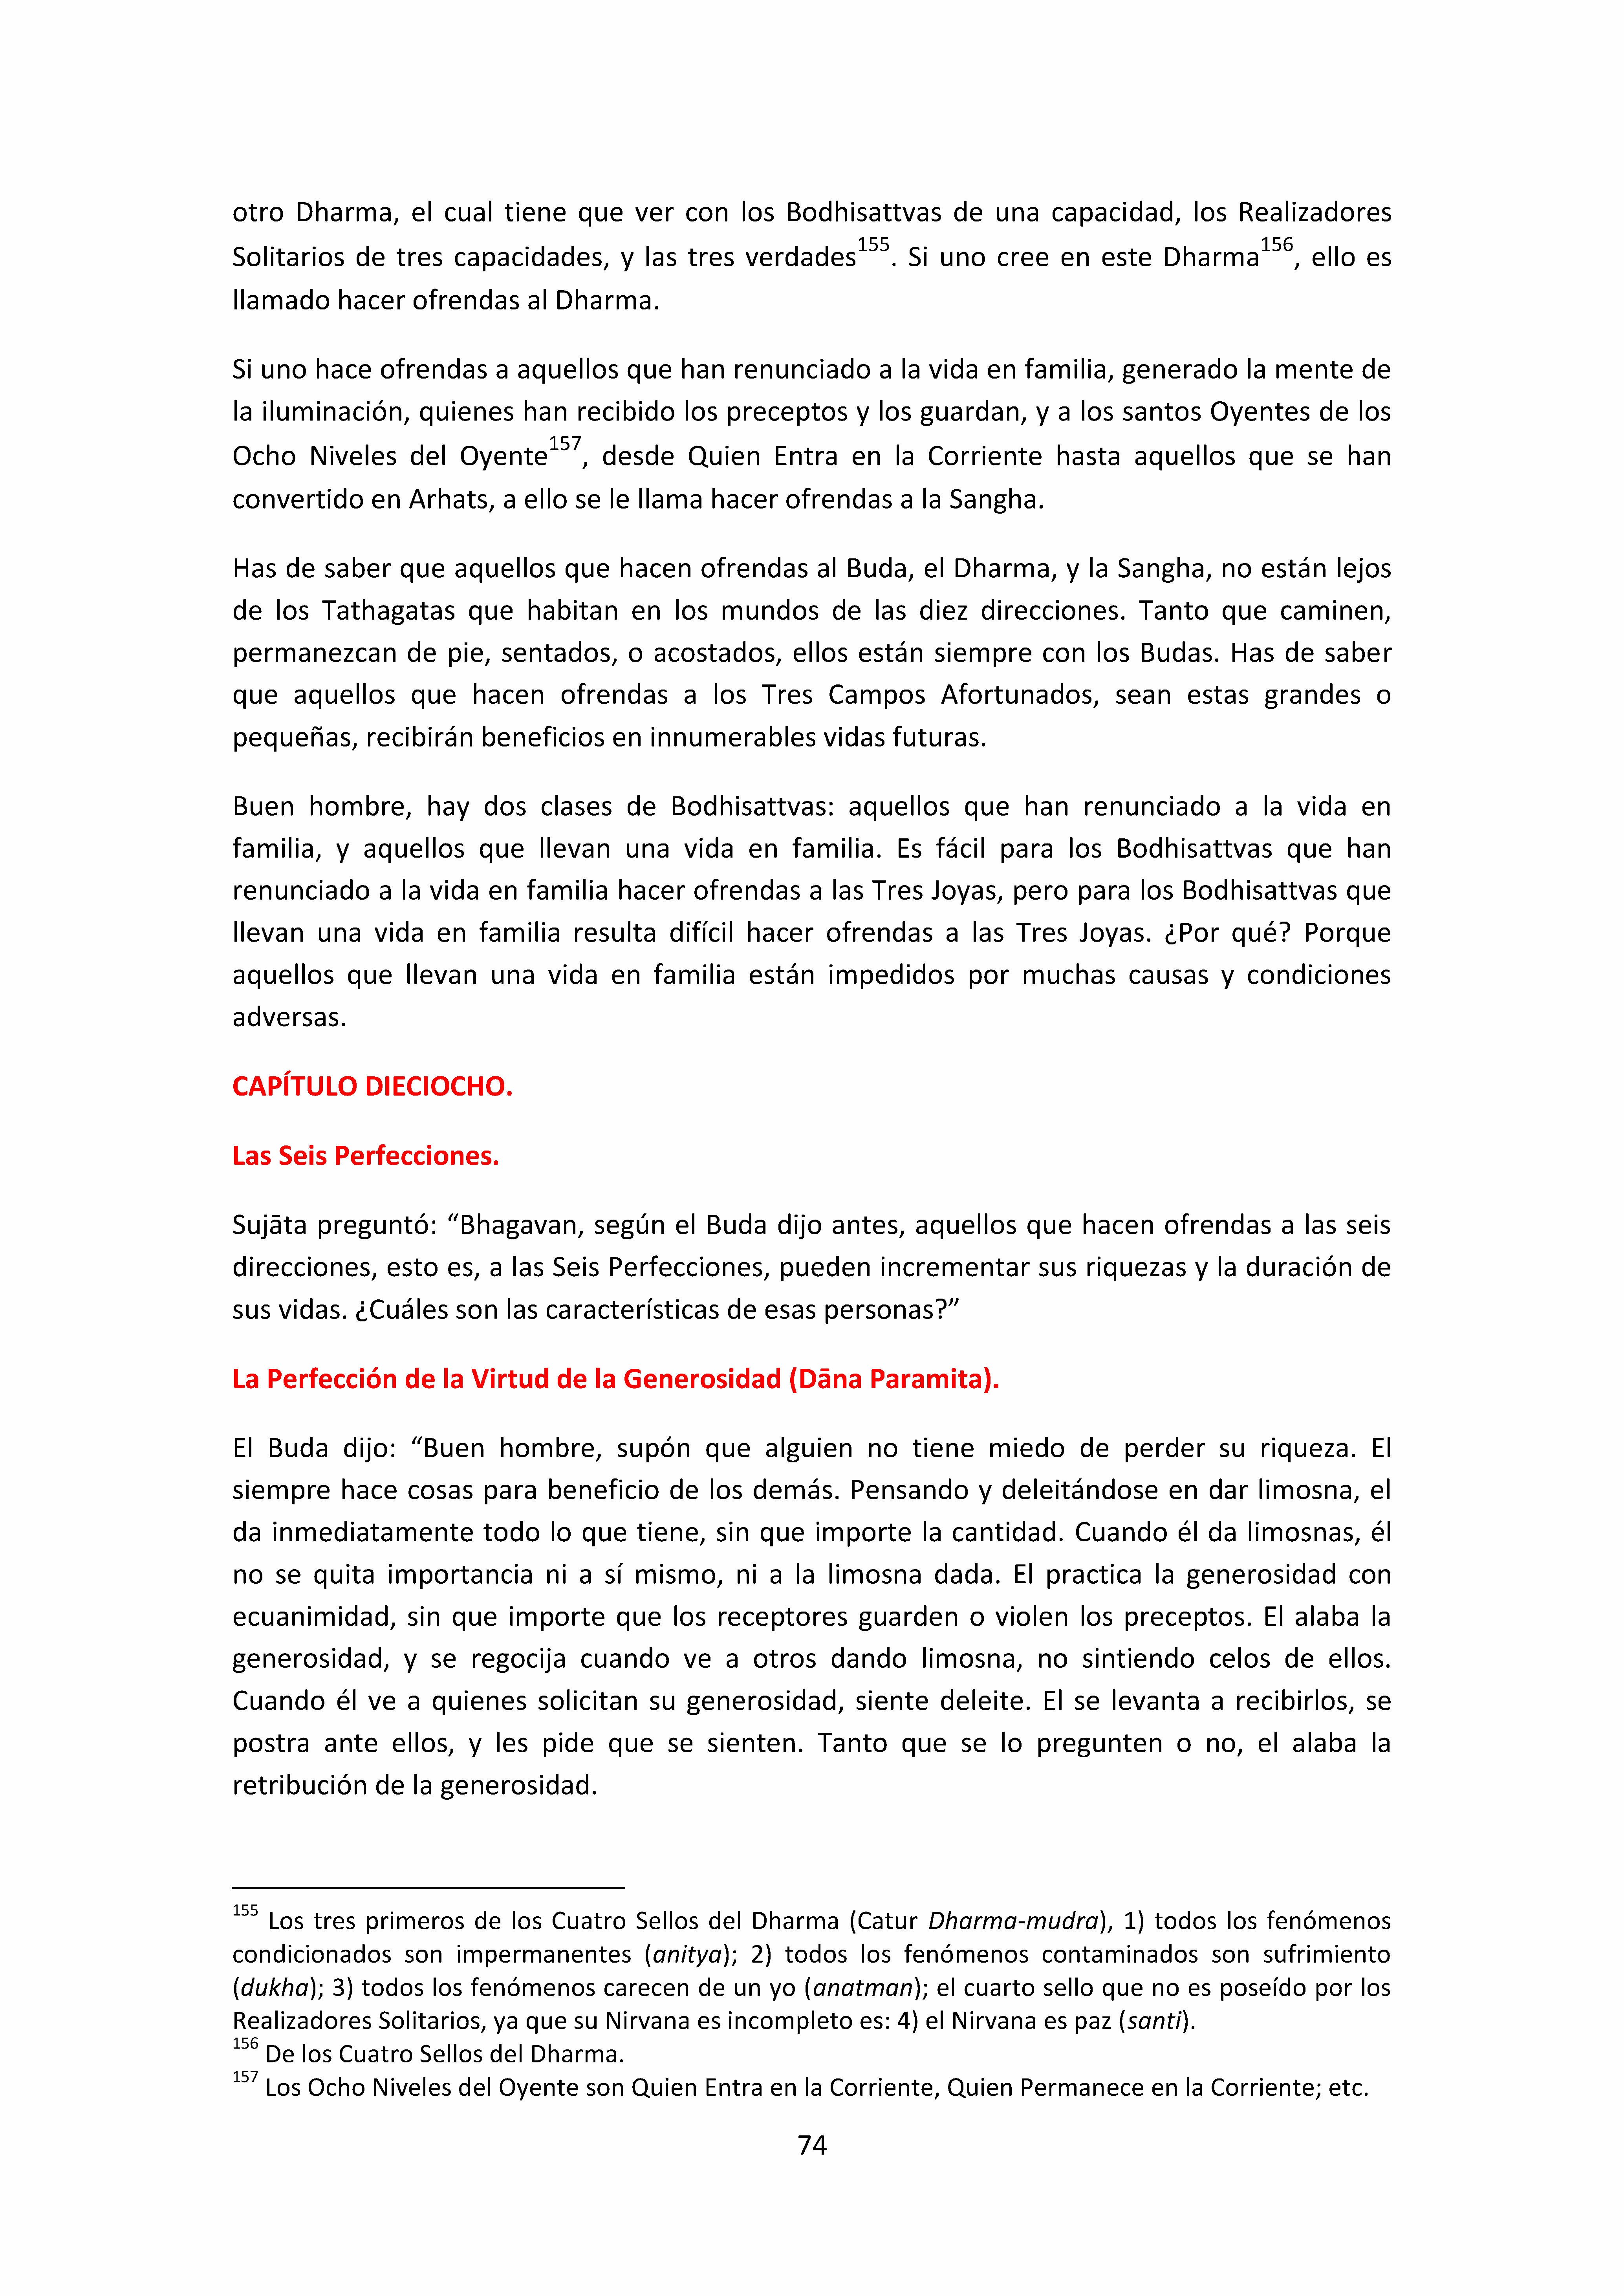 otro Dharma, el cual tiene que ver con los Bodhisattvas de una capacidad, los Realizadores
Solitarios de tres capacidades, y las tres verdades155. Si uno cree en este Dharma156, ello es
llamado hacer ofrendas al Dharma.
Si uno hace ofrendas a aquellos que han renunciado a la vida en familia, generado la mente de
la iluminación, quienes han recibido los preceptos y los guardan, y a los santos Oyentes de los
Ocho Niveles del Oyente157, desde Quien Entra en la Corriente hasta aquellos que se han
convertido en Arhats, a ello se le llama hacer ofrendas a la Sangha.
Has de saber que aquellos que hacen ofrendas al Buda, el Dharma, y la Sangha, no están lejos
de los Tathagatas que habitan en los mundos de las diez direcciones. Tanto que caminen,
permanezcan de pie, sentados, o acostados, ellos están siempre con los Budas. Has de saber
que aquellos que hacen ofrendas a los Tres Campos Afortunados, sean estas grandes o
pequeñas, recibirán beneficios en innumerables vidas futuras.
Buen hombre, hay dos clases de Bodhisattvas: aquellos que han renunciado a la vida en
familia, y aquellos que llevan una vida en familia. Es fácil para los Bodhisattvas que han
renunciado a la vida en familia hacer ofrendas a las Tres Joyas, pero para los Bodhisattvas que
llevan una vida en familia resulta difícil hacer ofrendas a las Tres Joyas. ¿Por qué? Porque
aquellos que llevan una vida en familia están impedidos por muchas causas y condiciones
adversas.
CAPÍTULO DIECIOCHO.
Las Seis Perfecciones.
Sujāta preguntó: “Bhagavan, según el Buda dijo antes, aquellos que hacen ofrendas a las seis
direcciones, esto es, a las Seis Perfecciones, pueden incrementar sus riquezas y la duración de
sus vidas. ¿Cuáles son las características de esas personas?”
La Perfección de la Virtud de la Generosidad (Dāna Paramita).
El Buda dijo: “Buen hombre, supón que alguien no tiene miedo de perder su riqueza. El
siempre hace cosas para beneficio de los demás. Pensando y deleitándose en dar limosna, el
da inmediatamente todo lo que tiene, sin que importe la cantidad. Cuando él da limosnas, él
no se quita importancia ni a sí mismo, ni a la limosna dada. El practica la generosidad con
ecuanimidad, sin que importe que los receptores guarden o violen los preceptos. El alaba la
generosidad, y se regocija cuando ve a otros dando limosna, no sintiendo celos de ellos.
Cuando él ve a quienes solicitan su generosidad, siente deleite. El se levanta a recibirlos, se
postra ante ellos, y les pide que se sienten. Tanto que se lo pregunten o no, el alaba la
retribución de la generosidad.
155 Los tres primeros de los Cuatro Sellos del Dharma (Catur Dharma-mudra), 1) todos los fenómenos
condicionados son impermanentes (anitya); 2) todos los fenómenos contaminados son sufrimiento
(dukha); 3) todos los fenómenos carecen de un yo (anatman); el cuarto sello que no es poseído por los
Realizadores Solitarios, ya que su Nirvana es incompleto es: 4) el Nirvana es paz (santi).
156 De los Cuatro Sellos del Dharma.
157 Los Ocho Niveles del Oyente son Quien Entra en la Corriente, Quien Permanece en la Corriente; etc.
74